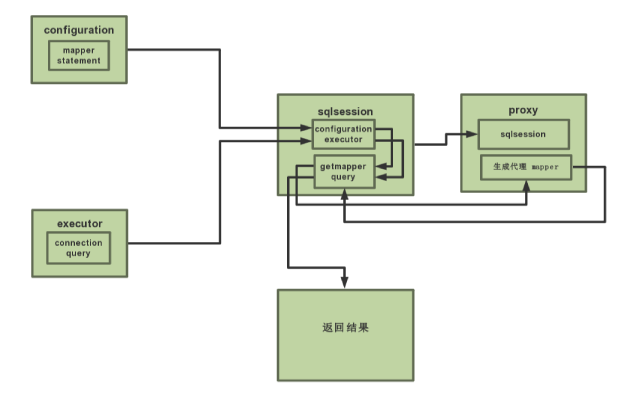 configuration
mapper
statement
sqlsession
configuration
executor
getmapper
query
proxy
sqlsession
生成代理 mapper
executor
connection
query
返回结果